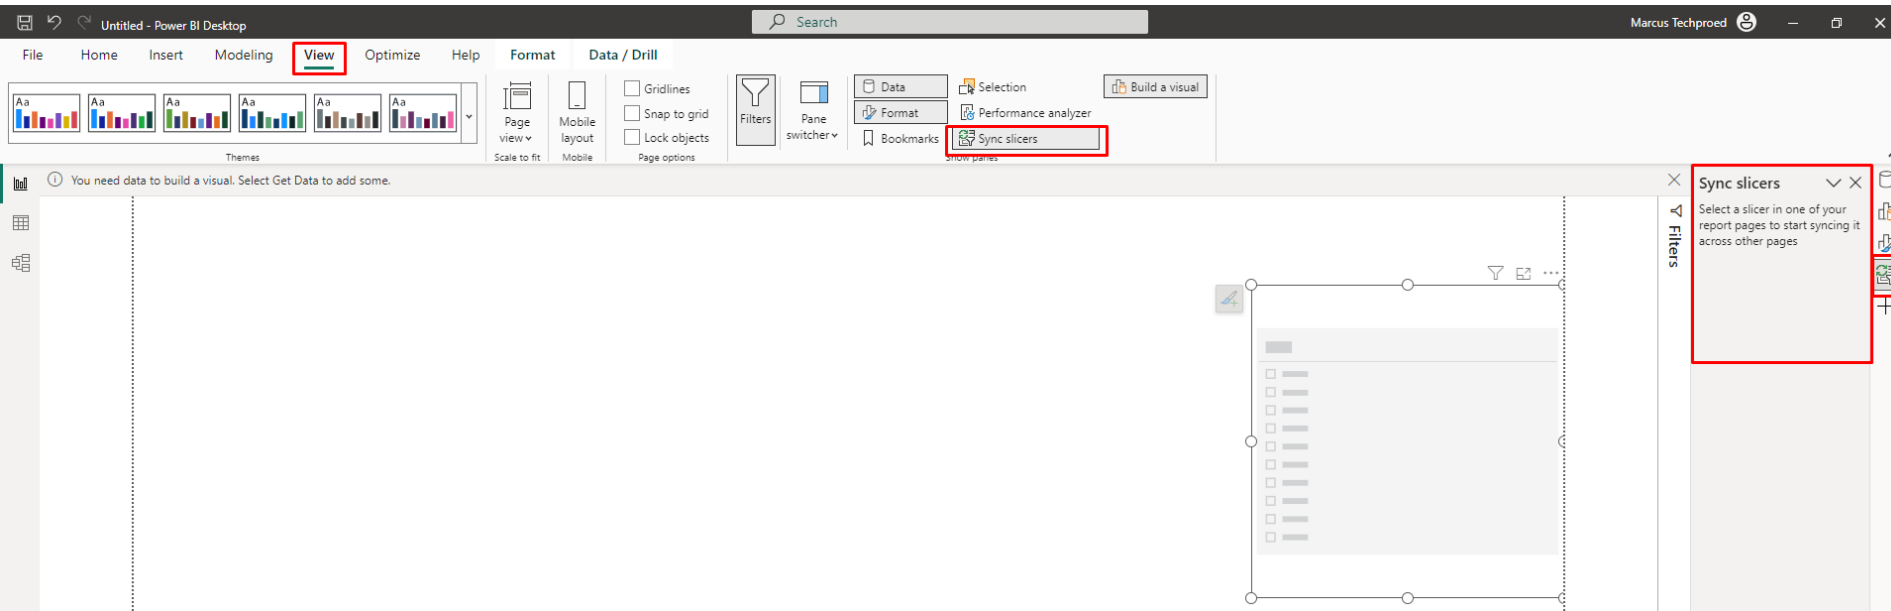 Untitled - Power BI Desktop
Search
Marcus Techproed
File Home Insert Modeling View Optimize Help Format Data / Drill
Aa Aa Aa Aa Aa Aa
Themes
Page view
Scale to fit
Mobile layout
Mobile
Gridlines
Snap to grid
Lock objects
Page options
Filters
Pane switcher
Data
Format
Bookmarks
Selection
Performance analyzer
Sync slicers
Build a visual
Show panes
You need data to build a visual. Select Get Data to add some.
Filters
Sync slicers
Select a slicer in one of your
report pages to start syncing it
across other pages